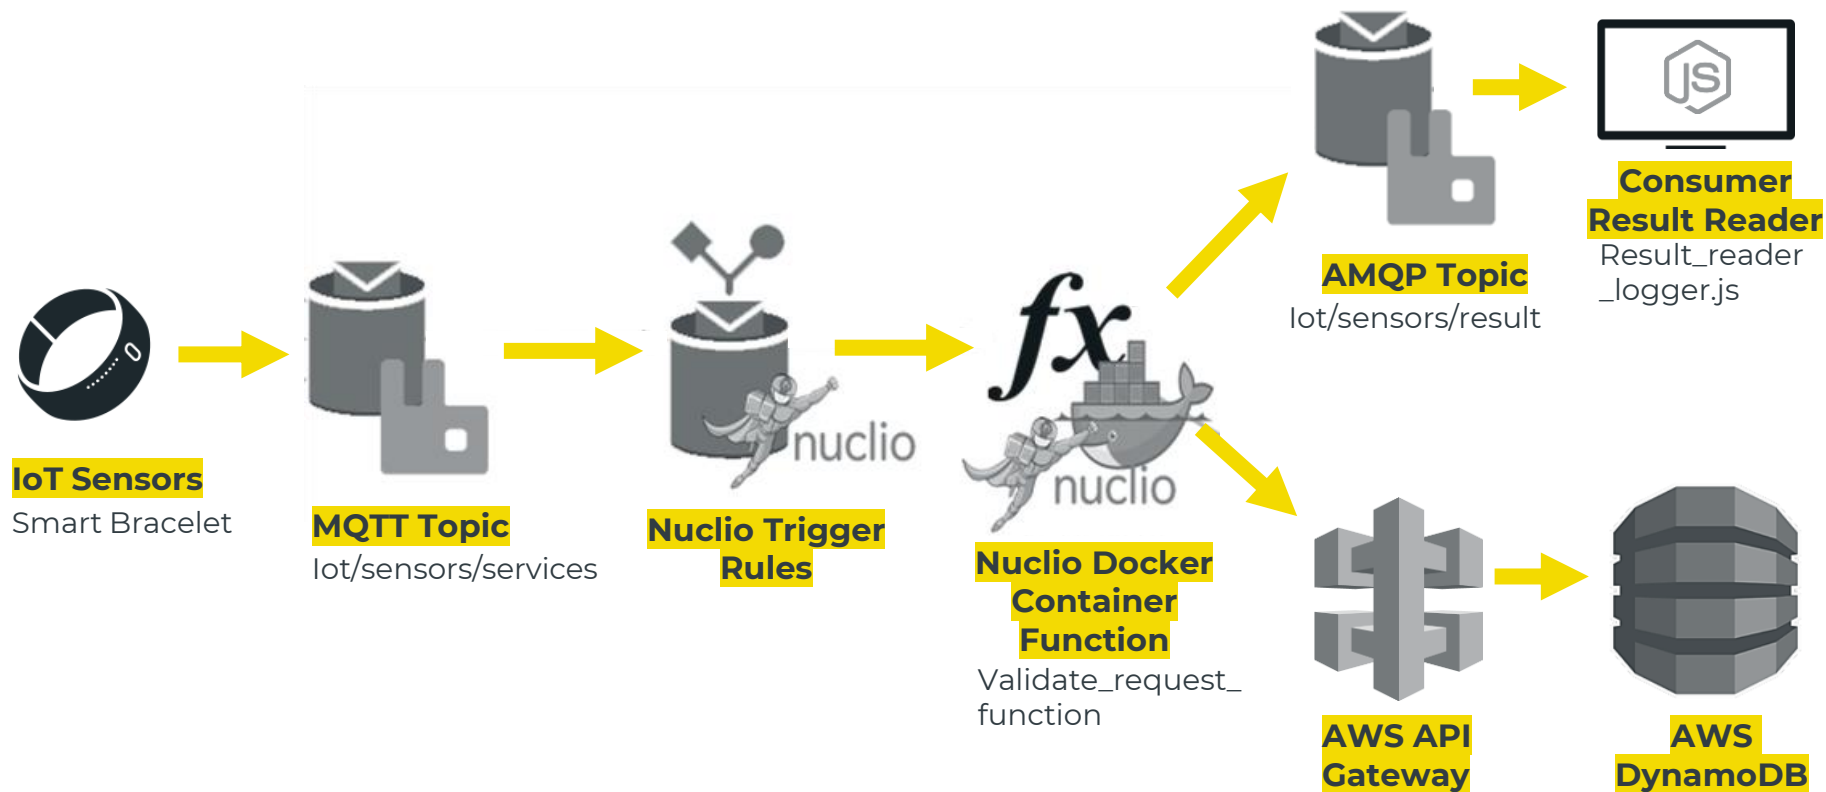 IoT Sensors
Smart Bracelet
MQTT Topic
Iot/sensors/services
nuclio
Nuclio Trigger
Rules
nuclio
Nuclio Docker
Container
Function
Validate_request_
function
AMQP Topic
Iot/sensors/result
JS
Consumer
Result Reader
Result_reader
_logger.js
AWS API
Gateway
AWS
DynamoDB